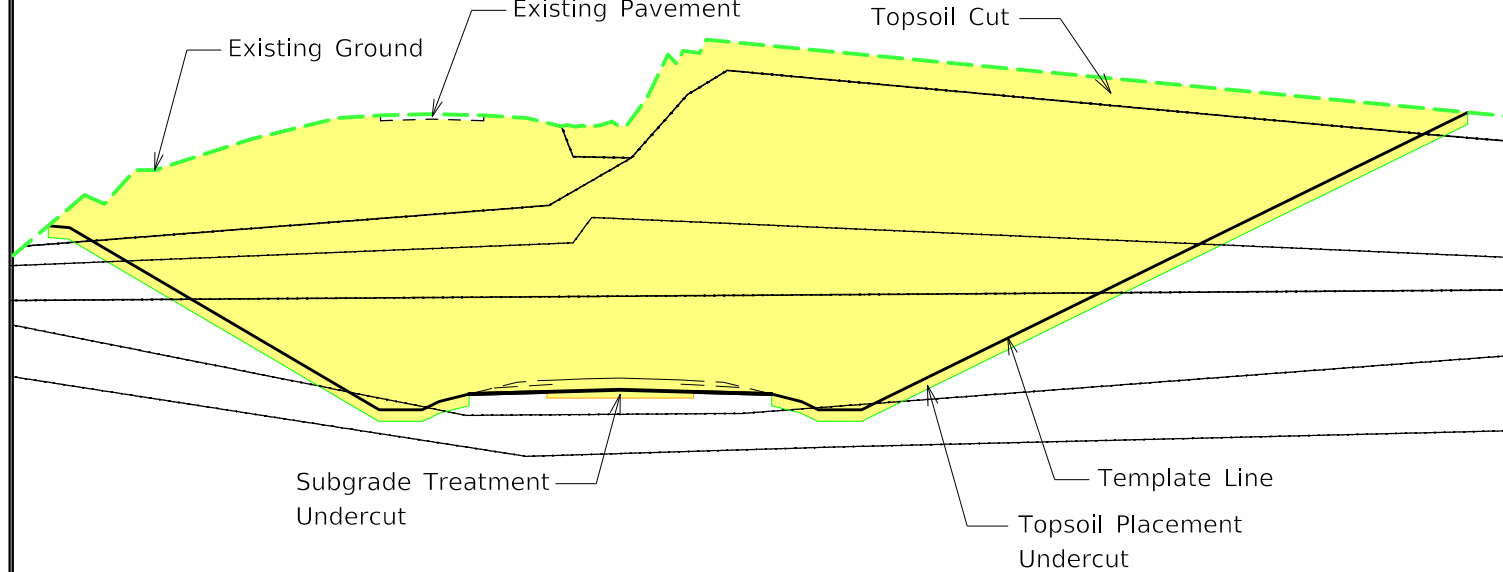 Existing Pavement
Topsoil Cut
Existing Ground
Subgrade Treatment
Undercut
Template Line
Topsoil Placement
Undercut